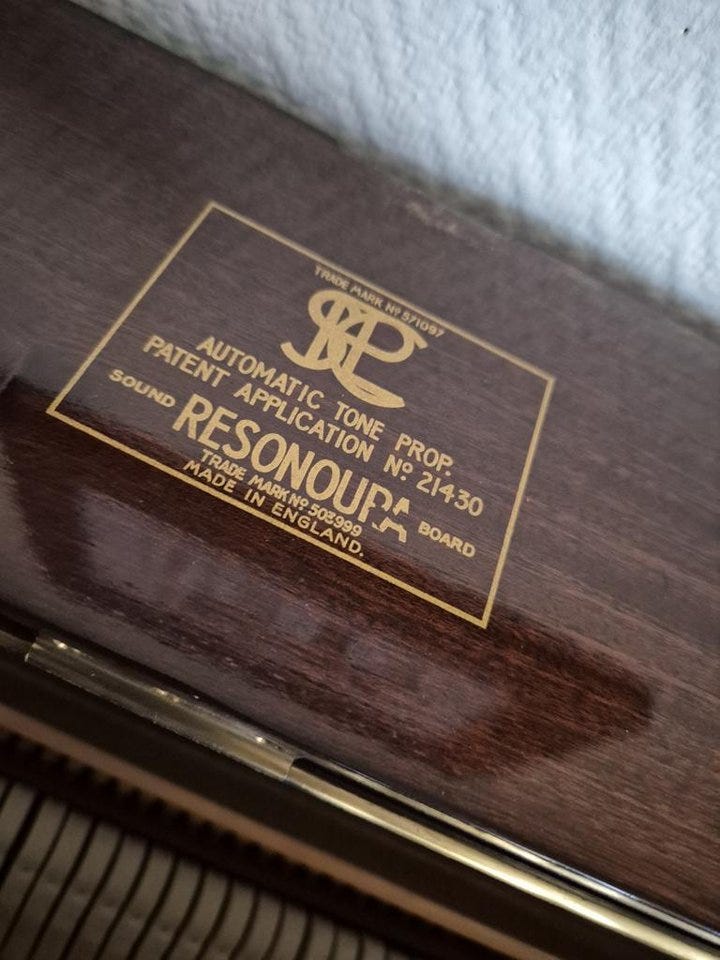 TRADE MARK Nº 571097
AUTOMATIC TONE PROP.
PATENT APPLICATION Nº 21430
SOUND RESONOURA BOARD
TRADE MARK Nº 503999
MADE IN ENGLAND.